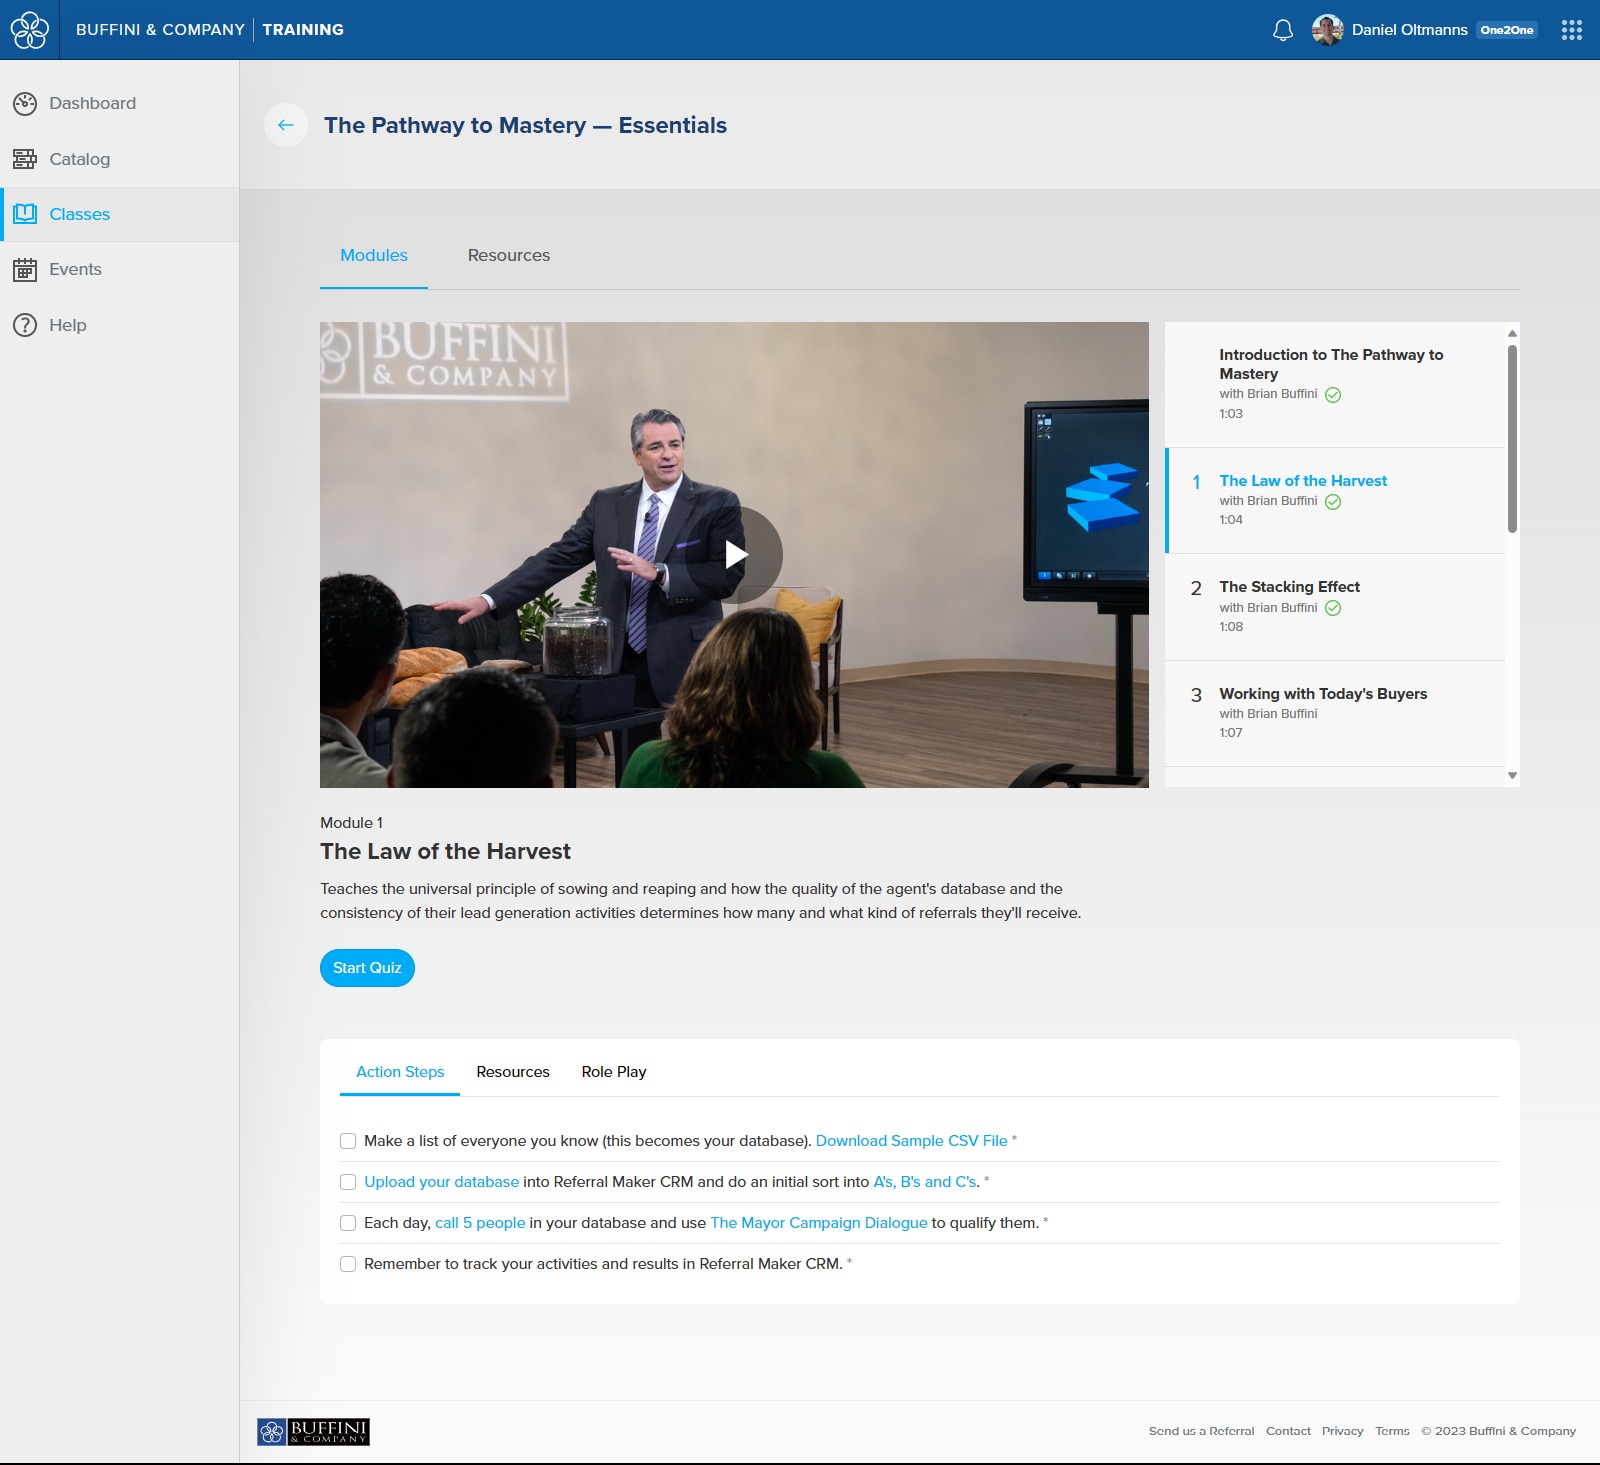 BUFFINI & COMPANY TRAINING
Daniel Oltmanns One2One
Dashboard
Catalog
Classes
Events
Help
The Pathway to Mastery — Essentials
Modules Resources
BUFFINI
& COMPANY
Introduction to The Pathway to
Mastery
with Brian Buffini
1:03
1 The Law of the Harvest
with Brian Buffini
1:04
2 The Stacking Effect
with Brian Buffini
1:08
3 Working with Today's Buyers
with Brian Buffini
1:07
Module 1
The Law of the Harvest
Teaches the universal principle of sowing and reaping and how the quality of the agent's database and the
consistency of their lead generation activities determines how many and what kind of referrals they'll receive.
Start Quiz
Action Steps Resources Role Play
Make a list of everyone you know (this becomes your database). Download Sample CSV File *
Upload your database into Referral Maker CRM and do an initial sort into A's, B's and C's. *
Each day, call 5 people in your database and use The Mayor Campaign Dialogue to qualify them. *
Remember to track your activities and results in Referral Maker CRM. *
BUFFINI
& COMPANY
Send us a Referral Contact Privacy Terms © 2023 Buffini & Company